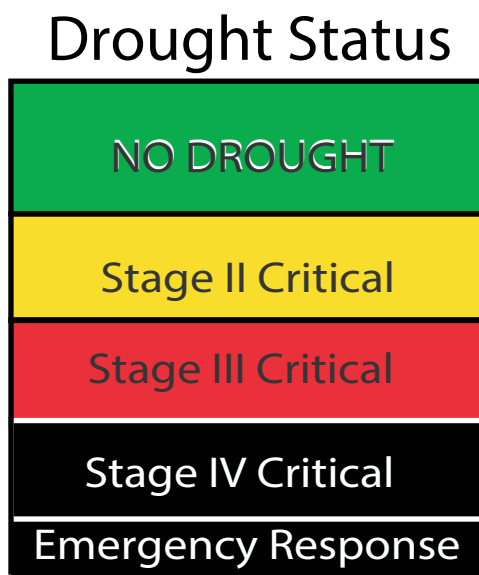 Drought Status
NO DROUGHT
Stage II Critical
Stage III Critical
Stage IV Critical
Emergency Response